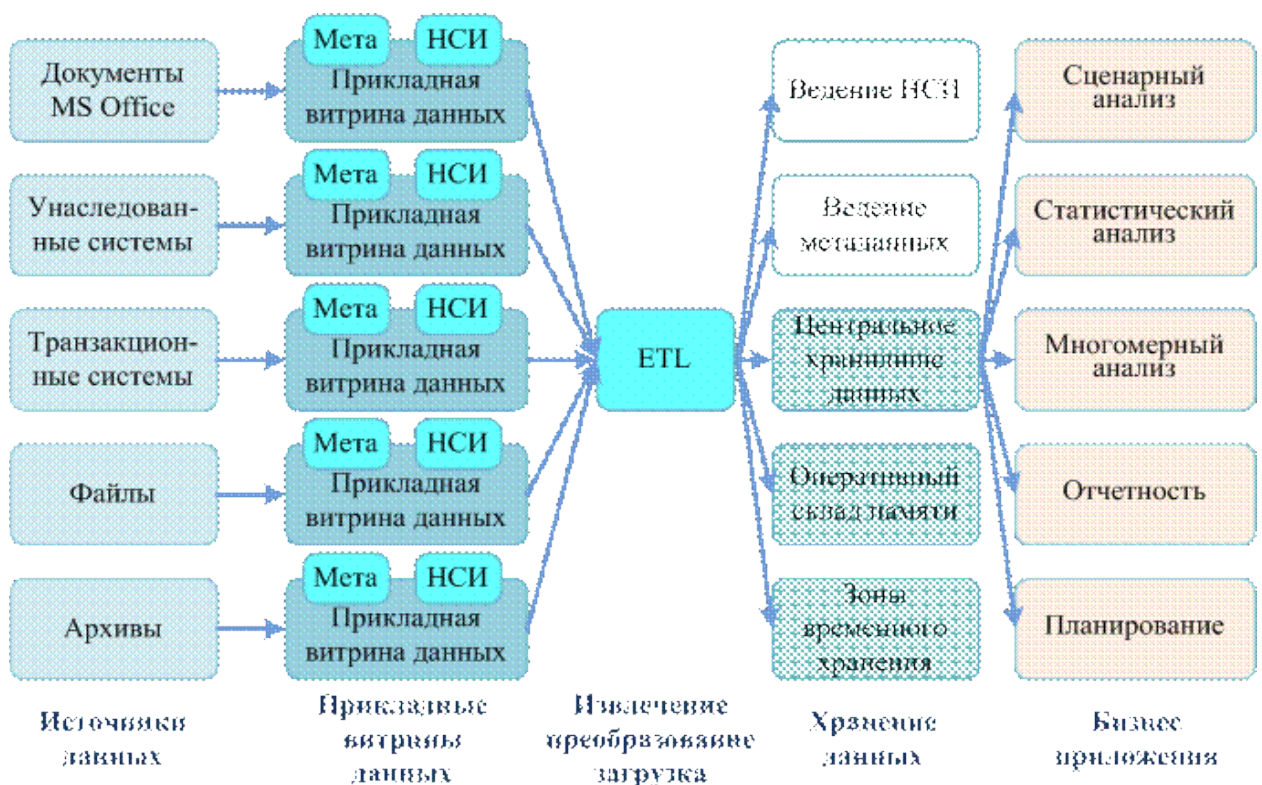 Документы
MS Office
Мета
НСИ
Прикладная
витрина данных
Ведение НСИ
Сценарный
анализ
Унаследован-
ные системы
Мета
НСИ
Прикладная
витрина данных
Ведение
метаданных
Статистический
анализ
Транзакцион-
ные системы
Мета
НСИ
Прикладная
витрина данных
ETL
Центральное
хранилище
данных
Многомерный
анализ
Файлы
Мета
НСИ
Прикладная
витрина данных
Оперативный
склад памяти
Отчетность
Архивы
Мета
НСИ
Прикладная
витрина данных
Зоны
временного
хранения
Планирование
Источники
данных
Прикладные
витрины
данных
Извлечение
преобразование
загрузка
Хранение
данных
Бизнес
приложения